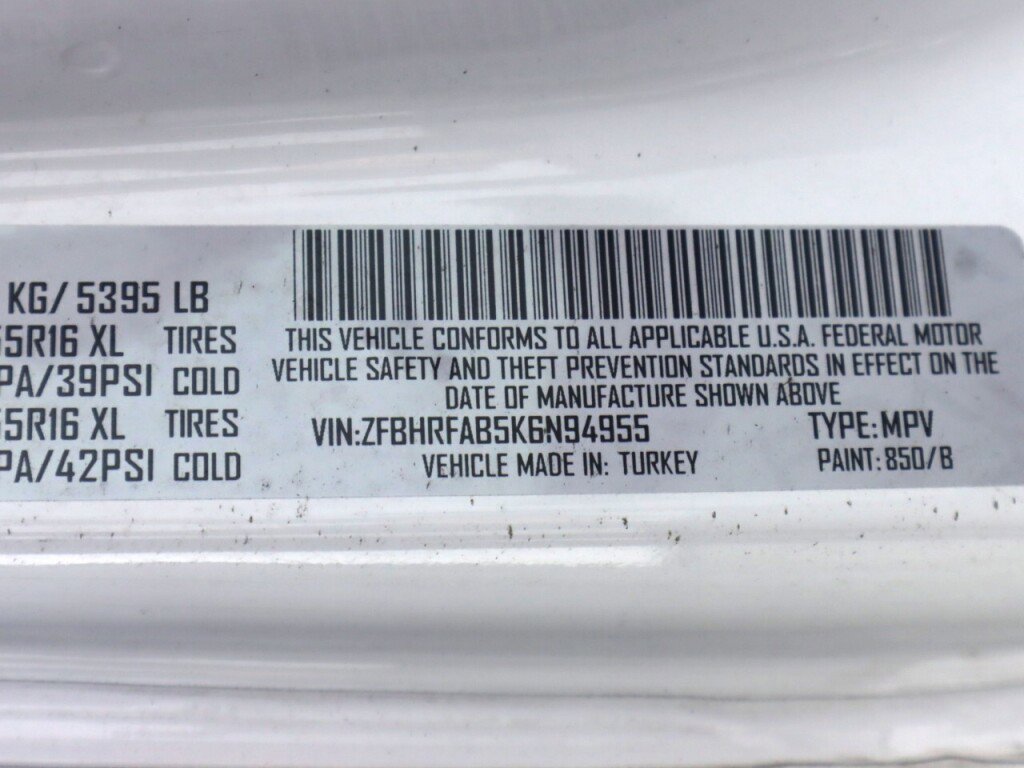 KG/ 5395 LB
55R16 XL TIRES
PA/39PSI COLD
55R16 XL
TIRES
PA/42PSI COLD
THIS VEHICLE CONFORMS TO ALL APPLICABLE U.S.A. FEDERAL MOTOR
VEHICLE SAFETY AND THEFT PREVENTION STANDARDS IN EFFECT ON THE
DATE OF MANUFACTURE SHOWN ABOVE
VIN:ZFBHRFAB5K6N94955 TYPE:MPV
VEHICLE MADE IN: TURKEY PAINT:850/B